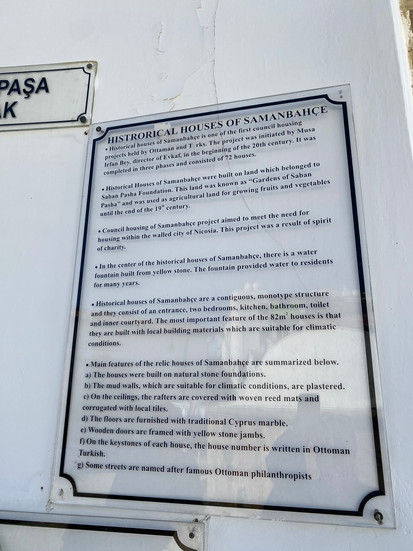 PAŞA
AK
HISTRORICAL HOUSES OF SAMANBAHÇE
• Historical houses of Samanbahçe is one of the first council housing
projects held by Ottaman and T rks. The project was initiated by Musa
Irfan Bey, director of Evkaf, in the beginning of the 20th century. It was
completed in three phases and consisted of 72 houses.
• Historical Houses of Samanbahçe were built on land which belonged to
Saban Pasha Foundation. This land was known as “Gardens of Saban
Pasha” and was used as agricultural land for growing fruits and vegetables
until the end of the 19th century.
• Council housing of Samanbahçe project aimed to meet the need for
housing within the walled city of Nicosia. This project was a result of spirit
of charity.
• In the center of the historical houses of Samanbahçe, there is a water
fountain built from yellow stone. The fountain provided water to residents
for many years.
• Historical houses of Samanbahçe are a contiguous, monotype structure
and they consist of an entrance, two bedrooms, kitchen, bathroom, toilet
and inner courtyard. The most important feature of the 82m² houses is that
they are built with local building materials which are suitable for climatic
conditions.
• Main features of the relic houses of Samanbahçe are summarized below.
a) The houses were built on natural stone foundations.
b) The mud walls, which are suitable for climatic conditions, are plastered.
c) On the ceilings, the rafters are covered with woven reed mats and
corrugated with local tiles.
d) The floors are furnished with traditional Cyprus marble.
e) Wooden doors are framed with yellow stone jambs.
f) On the keystones of each house, the house number is written in Ottoman
Turkish.
g) Some streets are named after famous Ottoman philanthropists